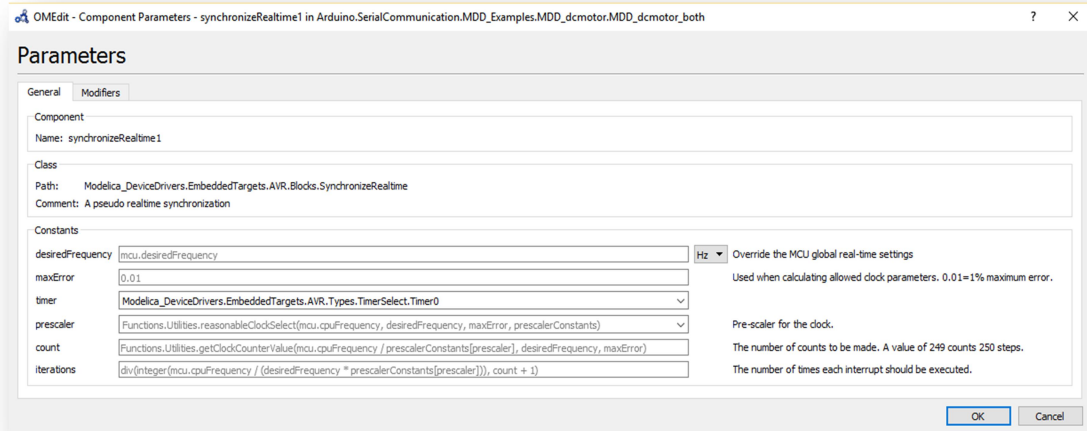 OMEdit - Component Parameters - synchronizeRealtime1 in Arduino.SerialCommunication.MDD_Examples.MDD_dcmotor.MDD_dcmotor_both ? X
Parameters
General Modifiers
Component
Name: synchronizeRealtime1
Class
Path: Modelica_DeviceDrivers.EmbeddedTargets.AVR.Blocks.SynchronizeRealtime
Comment: A pseudo realtime synchronization
Constants
desiredFrequency mcu.desiredFrequency Hz Override the MCU global real-time settings
maxError 0.01 Used when calculating allowed clock parameters. 0.01=1% maximum error.
timer Modelica_DeviceDrivers.EmbeddedTargets.AVR.Types.TimerSelect.Timer0
prescaler Functions.Utilities.reasonableClockSelect(mcu.cpuFrequency, desiredFrequency, maxError, prescalerConstants) Pre-scaler for the clock.
count Functions.Utilities.getClockCounterValue(mcu.cpuFrequency / prescalerConstants[prescaler], desiredFrequency, maxError) The number of counts to be made. A value of 249 counts 250 steps.
iterations div(integer(mcu.cpuFrequency / (desiredFrequency * prescalerConstants[prescaler])), count + 1) The number of times each interrupt should be executed.
OK Cancel